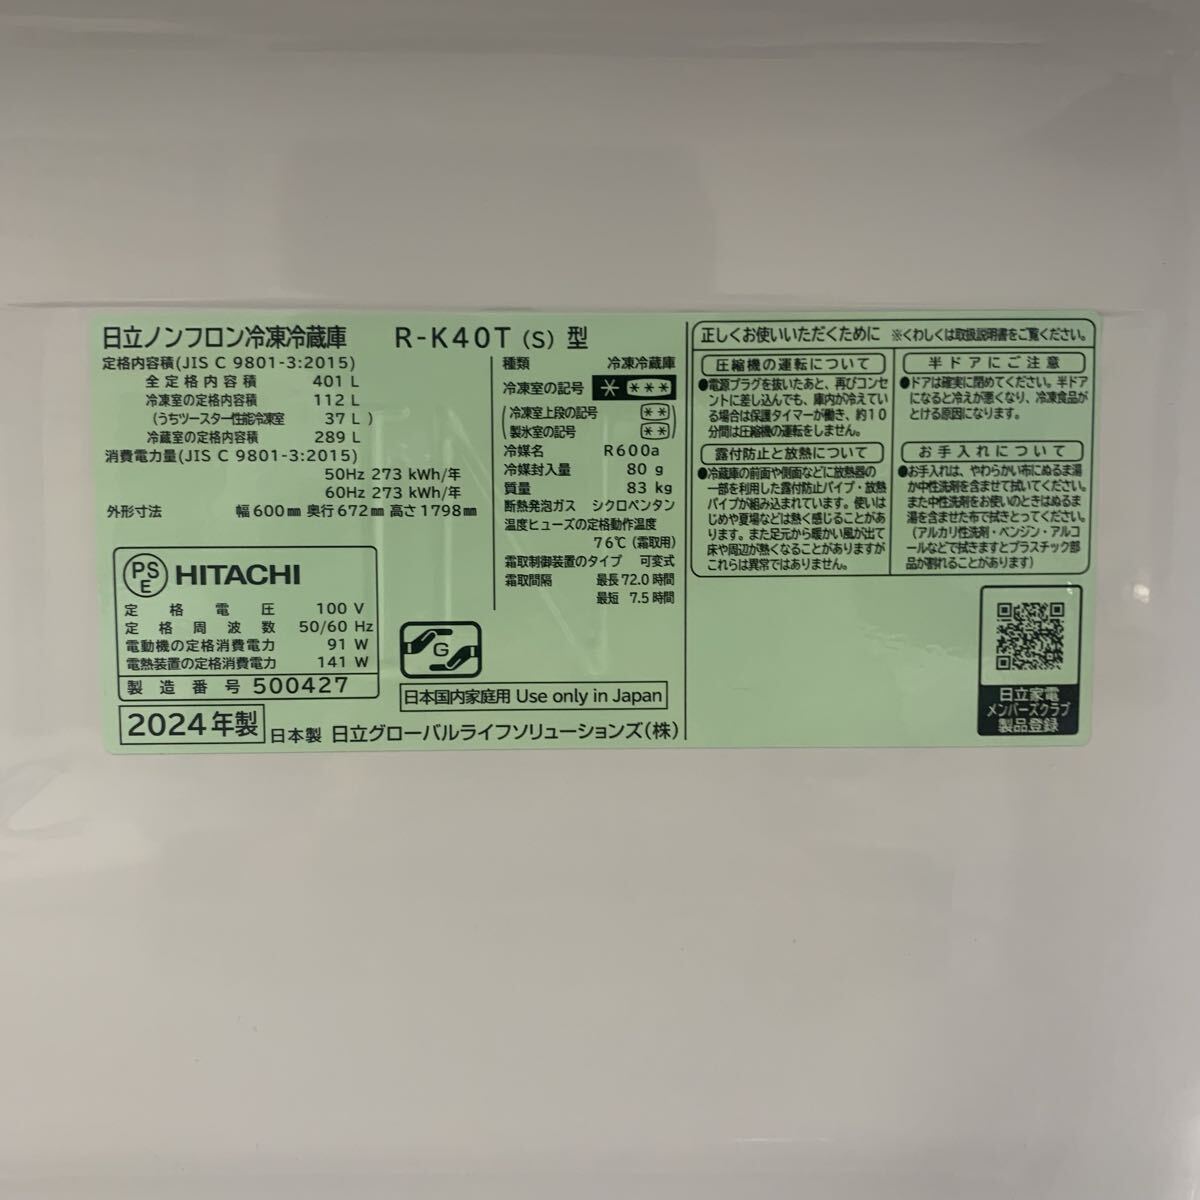 日立ノンフロン冷凍冷蔵庫 R-K40T (S) 型
定格内容積(JIS C 9801-3:2015)
全定格内容積 401 L
冷凍室の定格内容積 112 L
(うちツースター性能冷凍室 37 L )
冷蔵室の定格内容積 289 L
消費電力量(JIS C 9801-3:2015)
50Hz 273 kWh/年
60Hz 273 kWh/年
外形寸法 幅600mm 奥行672mm 高さ1798mm
PS
E
HITACHI
定格電圧 100 V
定格周波数 50/60 Hz
電動機の定格消費電力 91 W
電熱装置の定格消費電力 141 W
製造番号 500427
2024年製
日本製 日立グローバルライフソリューションズ(株)
種類 冷凍冷蔵庫
冷凍室の記号 * ***
(冷凍室上段の記号 **
製氷室の記号 **)
冷媒名 R600a
冷媒封入量 80 g
質量 83 kg
断熱発泡ガス シクロペンタン
温度ヒューズの定格動作温度
76℃(霜取用)
霜取制御装置のタイプ 可変式
霜取間隔 最長72.0時間
最短 7.5時間
G
日本国内家庭用 Use only in Japan
正しくお使いいただくために ※くわしくは取扱説明書をご覧ください。
圧縮機の運転について
●電源プラグを抜いたあと、再びコンセ
ントに差し込んでも、庫内が冷えてい
る場合は保護タイマーが働き、約10
分間は圧縮機の運転をしません。
露付防止と放熱について
●冷蔵庫の前面や側面などに放熱器の
一部を利用した露付防止パイプ・放熱
パイプが組み込まれています。使いは
じめや夏場などは熱く感じることがあ
ります。また足元から暖かい風が出て
床や周辺が熱くなることがありますが
これらは異常ではありません。
半ドアにご注意
●ドアは確実に閉めてください。半ドア
になると冷えが悪くなり、冷凍食品が
とける原因になります。
お手入れについて
●お手入れは、やわらかい布にぬるま湯
か中性洗剤を含ませて拭いてください。
また中性洗剤をお使いのときはぬるま
湯を含ませた布で拭きとってください。
(アルカリ性洗剤・ベンジン・アルコ
ールなどで拭きますとプラスチック部
品が割れることがあります)
日立家電
メンバーズクラブ
製品登録